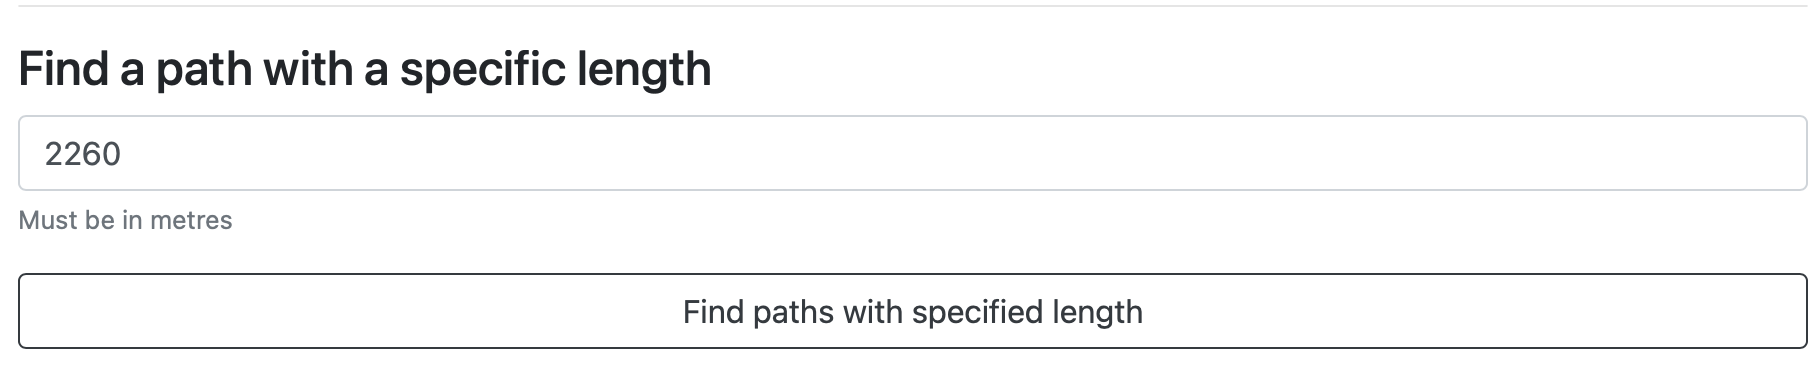 Find a path with a specific length
2260
Must be in metres
Find paths with specified length